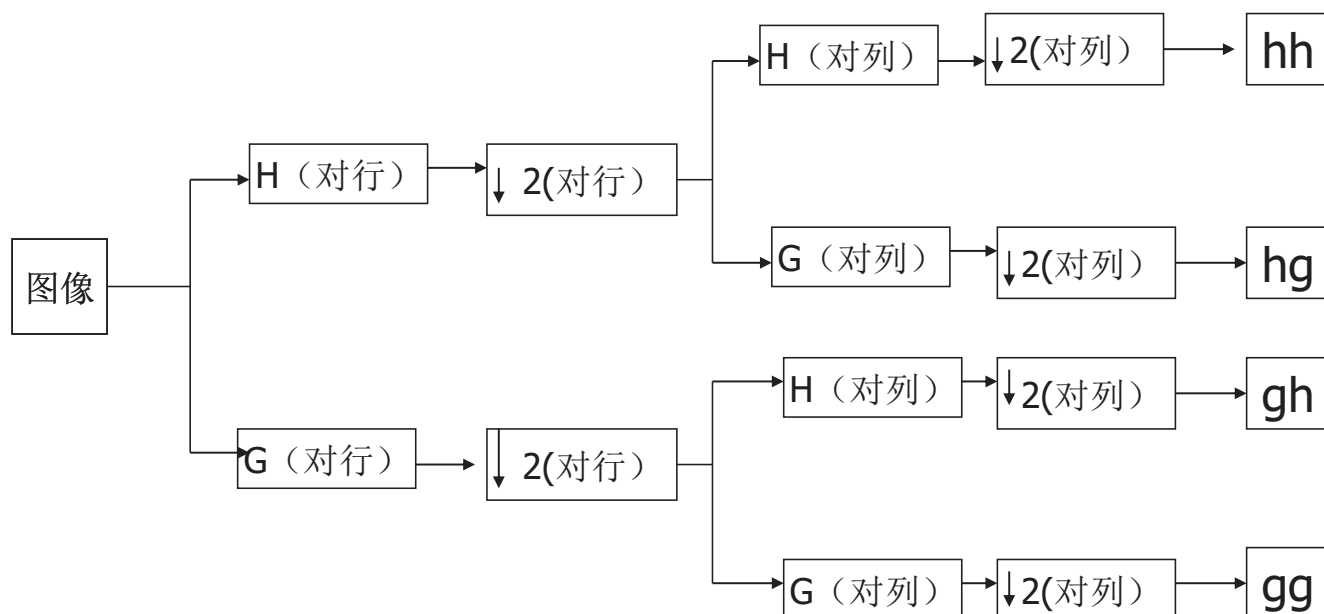 H（对列）
↓2(对列）
hh
H（对行）
↓ 2(对行）
G（对列）
↓2(对列）
hg
图像
H（对列）
↓2(对列）
gh
G（对行）
↓ 2(对行）
G（对列）
↓2(对列）
gg